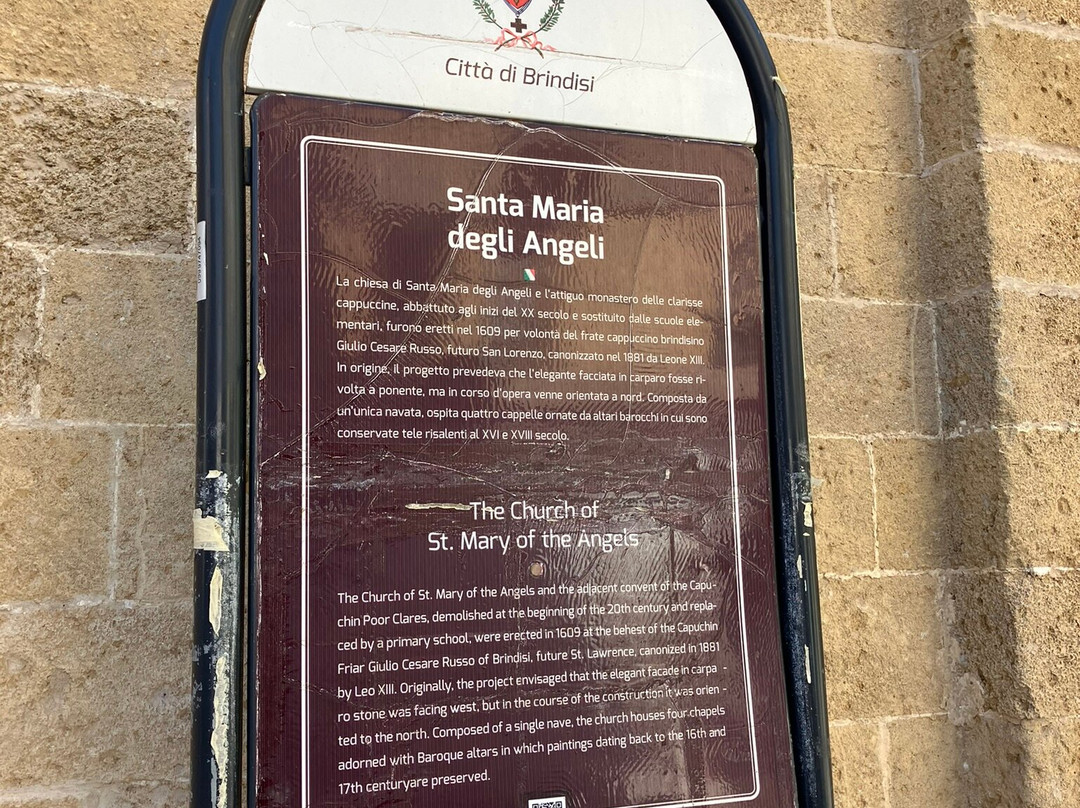 Città di Brindisi
Santa Maria
degli Angeli
La chiesa di Santa Maria degli Angeli e l'attiguo monastero delle clarisse
cappuccine, abbattuto agli inizi del XX secolo e sostituito dalle scuole ele-
mentari, furono eretti nel 1609 per volontà del frate cappuccino brindisino
Giulio Cesare Russo, futuro San Lorenzo, canonizzato nel 1881 da Leone XIII.
In origine, il progetto prevedeva che l'elegante facciata in carparo fosse ri-
volta a ponente, ma in corso d'opera venne orientata a nord. Composta da
un'unica navata, ospita quattro cappelle ornate da altari barocchi in cui sono
conservate tele risalenti al XVI e XVIII secolo.
The Church of
St. Mary of the Angels
The Church of St. Mary of the Angels and the adjacent convent of the Capu-
chin Poor Clares, demolished at the beginning of the 20th century and repla-
ced by a primary school, were erected in 1609 at the behest of the Capuchin
Friar Giulio Cesare Russo of Brindisi, future St. Lawrence, canonized in 1881
by Leo XIII. Originally, the project envisaged that the elegant facade in carpa -
ro stone was facing west, but in the course of the construction it was orien -
ted to the north. Composed of a single nave, the church houses four chapels
adorned with Baroque altars in which paintings dating back to the 16th and
17th centuryare preserved.